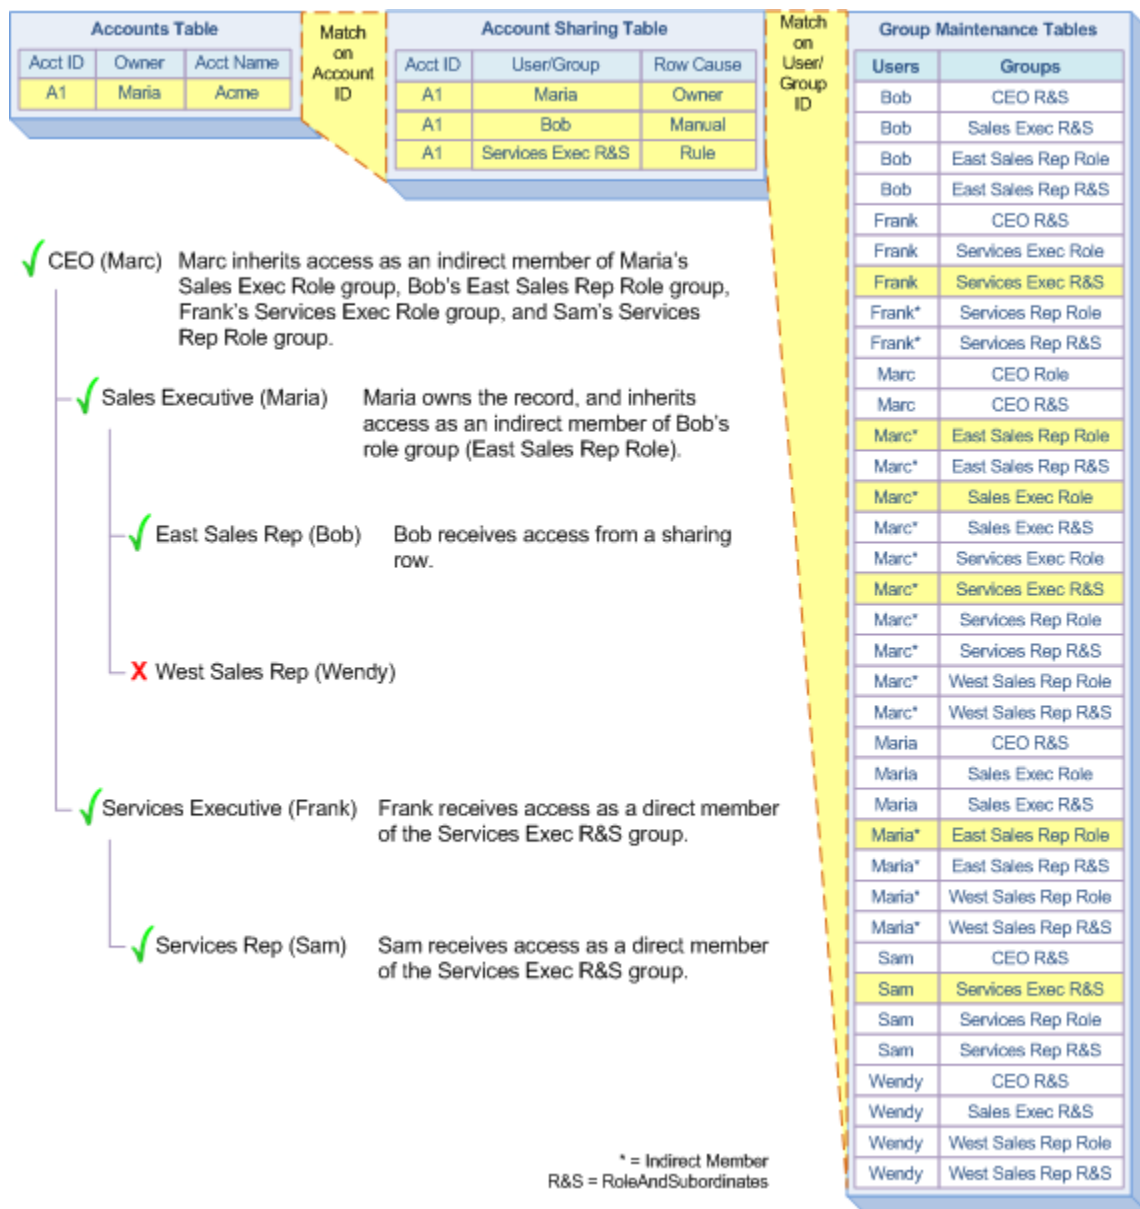 Accounts Table
Acct ID Owner Acct Name
A1 Maria Acme
Match
on
Account
ID
Account Sharing Table
Acct ID User/Group Row Cause
A1 Maria Owner
A1 Bob Manual
A1 Services Exec R&S Rule
Match
on
User/
Group
ID
Group Maintenance Tables
Users Groups
Bob CEO R&S
Bob Sales Exec R&S
Bob East Sales Rep Role
Bob East Sales Rep R&S
Frank CEO R&S
Frank Services Exec Role
Frank Services Exec R&S
Frank* Services Rep Role
Frank* Services Rep R&S
Marc CEO Role
Marc CEO R&S
Marc* East Sales Rep Role
Marc* East Sales Rep R&S
Marc* Sales Exec Role
Marc* Sales Exec R&S
Marc* Services Exec Role
Marc* Services Exec R&S
Marc* Services Rep Role
Marc* Services Rep R&S
Marc* West Sales Rep Role
Marc* West Sales Rep R&S
Maria CEO R&S
Maria Sales Exec Role
Maria Sales Exec R&S
Maria* East Sales Rep Role
Maria* East Sales Rep R&S
Maria* West Sales Rep Role
Maria* West Sales Rep R&S
Sam CEO R&S
Sam Services Exec R&S
Sam Services Rep Role
Sam Services Rep R&S
Wendy CEO R&S
Wendy Sales Exec R&S
Wendy West Sales Rep Role
Wendy West Sales Rep R&S
CEO (Marc) Marc inherits access as an indirect member of Maria's
Sales Exec Role group, Bob's East Sales Rep Role group,
Frank's Services Exec Role group, and Sam's Services
Rep Role group.
Sales Executive (Maria) Maria owns the record, and inherits
access as an indirect member of Bob's
role group (East Sales Rep Role).
East Sales Rep (Bob) Bob receives access from a sharing
row.
X West Sales Rep (Wendy)
Services Executive (Frank) Frank receives access as a direct member
of the Services Exec R&S group.
Services Rep (Sam) Sam receives access as a direct member
of the Services Exec R&S group.
* = Indirect Member
R&S = RoleAndSubordinates